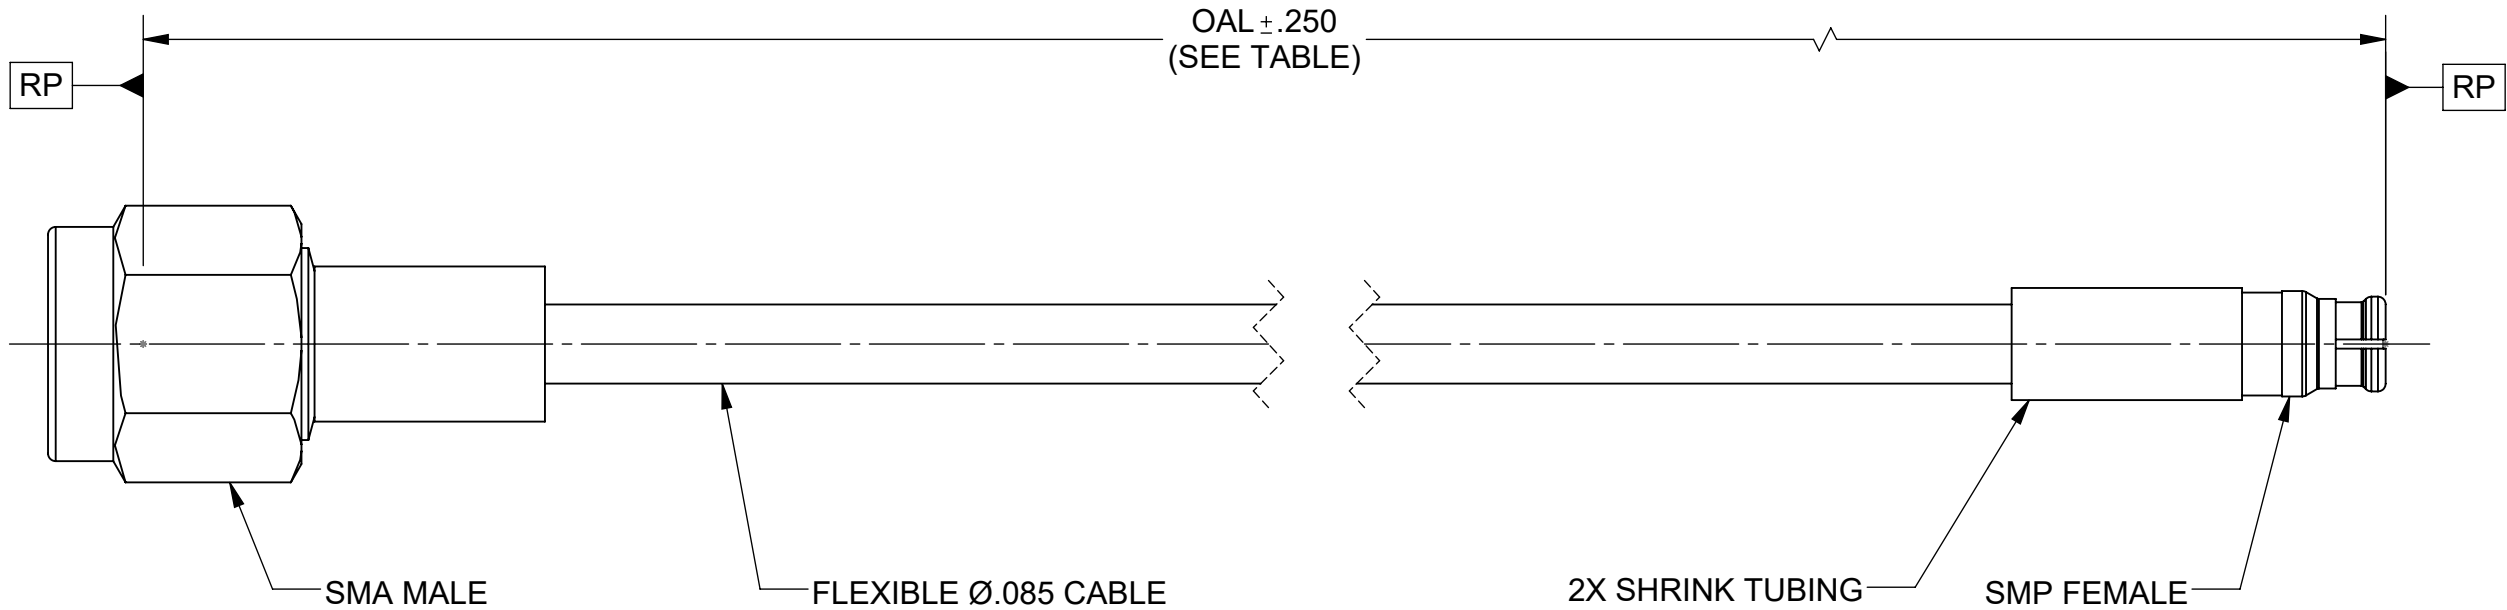 OAL ±.250
(SEE TABLE)
RP
RP
SMA MALE
FLEXIBLE Ø.085 CABLE
2X SHRINK TUBING
SMP FEMALE